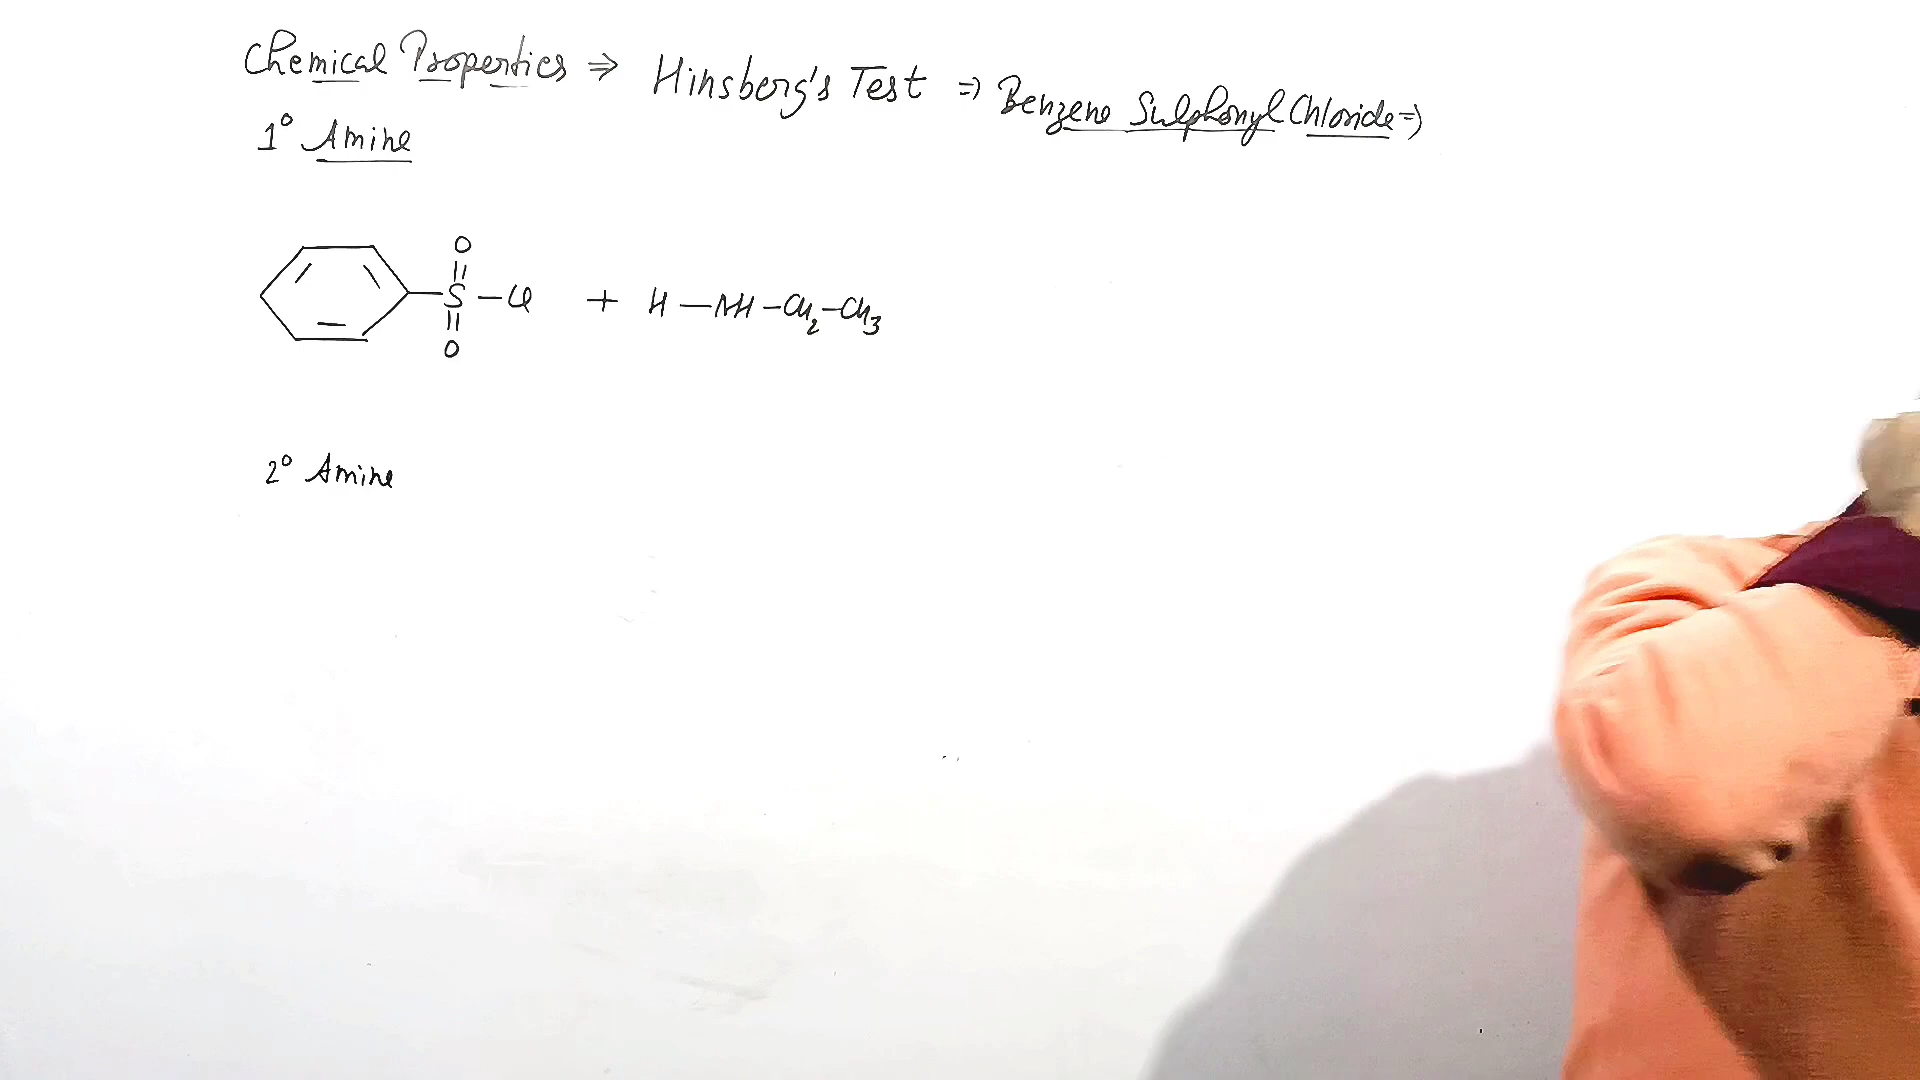 Chemical Properties ⇒ Hinsberg's Test ⇒ Benzene Sulphonyl Chloride ⇒
1° Amine
O
S – Cl + H – NH – CH2 – CH3
O
2° Amine